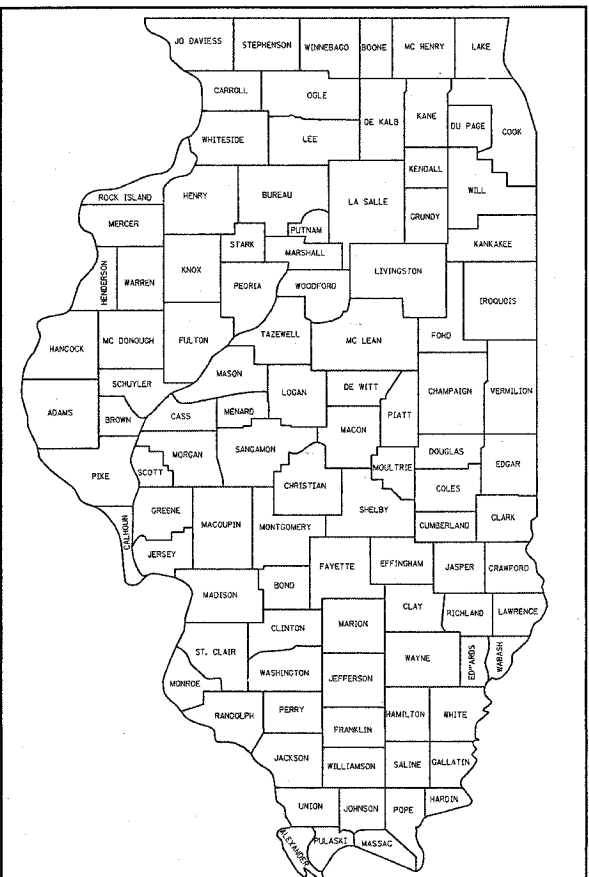 JO DAVIESS
STEPHENSON
WINNEBAGO
BOONE
MC HENRY
LAKE
CARROLL
OGLE
DE KALB
KANE
DU PAGE
COOK
WHITESIDE
LEE
KENDALL
WILL
ROCK ISLAND
HENRY
BUREAU
LA SALLE
GRUNDY
MERCER
PUTNAM
STARK
MARSHALL
KANKAKEE
HENDERSON
WARREN
KNOX
PEORIA
WOODFORD
LIVINGSTON
IROQUOIS
HANCOCK
MC DONOUGH
FULTON
TAZEWELL
MC LEAN
FORD
MASON
SCHUYLER
LOGAN
DE WITT
CHAMPAIGN
VERMILION
ADAMS
BROWN
CASS
MENARD
MACON
PIATT
MORGAN
SANGAMON
DOUGLAS
EDGAR
PIKE
SCOTT
CHRISTIAN
MOULTRIE
COLES
GREENE
MACOUPIN
MONTGOMERY
SHELBY
CUMBERLAND
CLARK
CALHOUN
JERSEY
FAYETTE
EFFINGHAM
JASPER
CRAWFORD
MADISON
BOND
CLAY
RICHLAND
LAWRENCE
CLINTON
MARION
ST. CLAIR
WAYNE
EDWARDS
WABASH
MONROE
WASHINGTON
JEFFERSON
RANDOLPH
PERRY
HAMILTON
WHITE
FRANKLIN
JACKSON
WILLIAMSON
SALINE
GALLATIN
UNION
JOHNSON
POPE
HARDIN
ALEXANDER
PULASKI
MASSAC